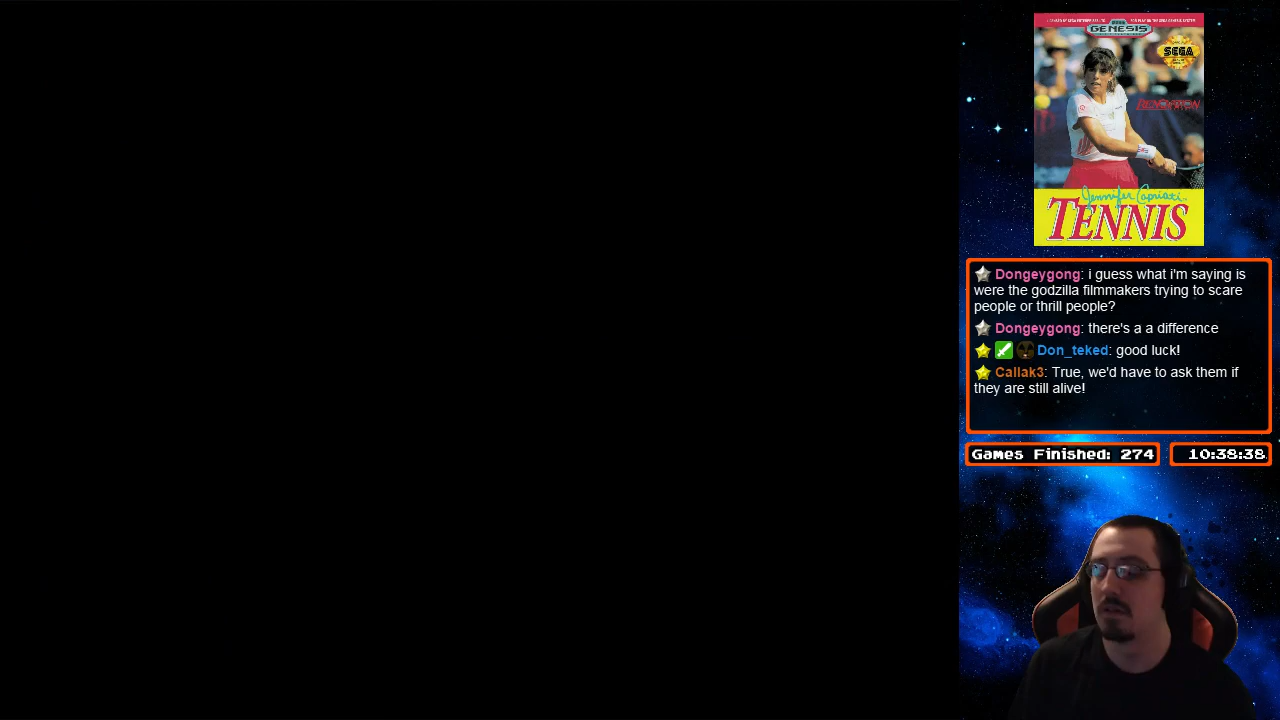 GENESIS
SEGA
RENOVATION
Jennifer Capriati
TENNIS
Dongeygong: i guess what i'm saying is
were the godzilla filmmakers trying to scare
people or thrill people?
Dongeygong: there's a a difference
Don_teked: good luck!
Callak3: True, we'd have to ask them if
they are still alive!
Games Finished: 274
10:38:38